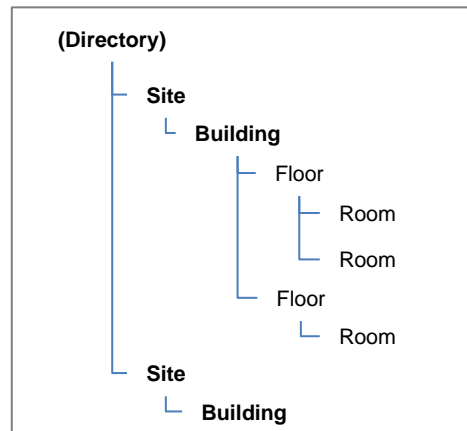 (Directory)
Site
Building
Floor
Room
Room
Floor
Room
Site
Building